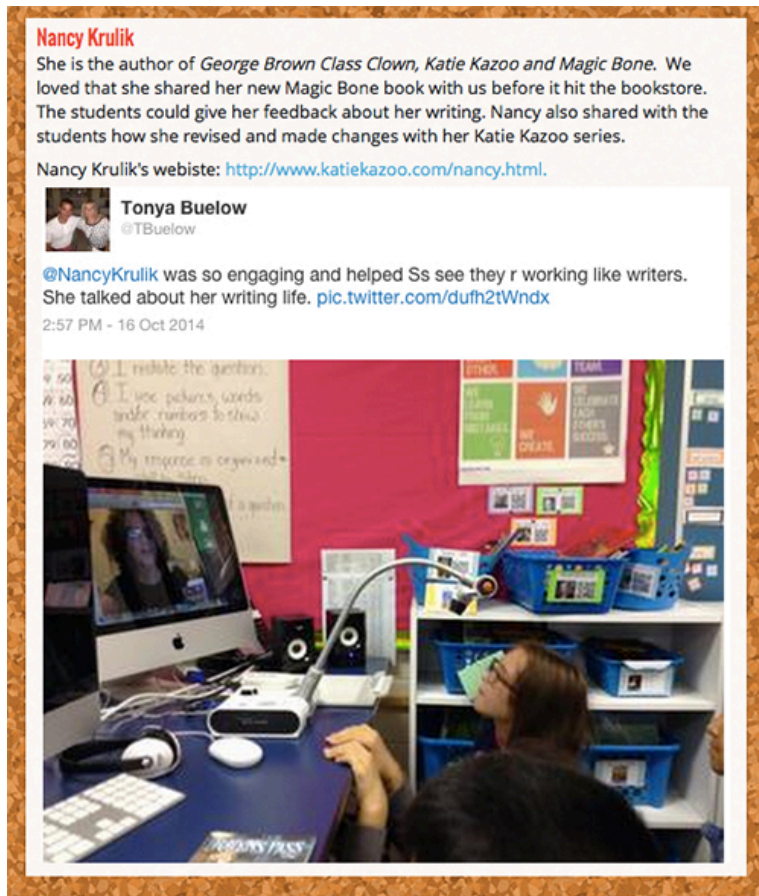 Nancy Krulik
She is the author of George Brown Class Clown, Katie Kazoo and Magic Bone. We
loved that she shared her new Magic Bone book with us before it hit the bookstore.
The students could give her feedback about her writing. Nancy also shared with the
students how she revised and made changes with her Katie Kazoo series.
Nancy Krulik's webiste: http://www.katiekazoo.com/nancy.html.
Tonya Buelow
@TBuelow
@NancyKrulik was so engaging and helped Ss see they r working like writers.
She talked about her writing life. pic.twitter.com/dufh2tWndx
2:57 PM - 16 Oct 2014
I restate the question.
I use pictures, words
and/or numbers to show
my thinking
My response is organized
OTHER.
TEAM.
WE
LEARN
FROM
MISTAKES.
WE
CREATE.
WE
CELEBRATE
EACH
OTHER'S
SUCCESS.
PASS